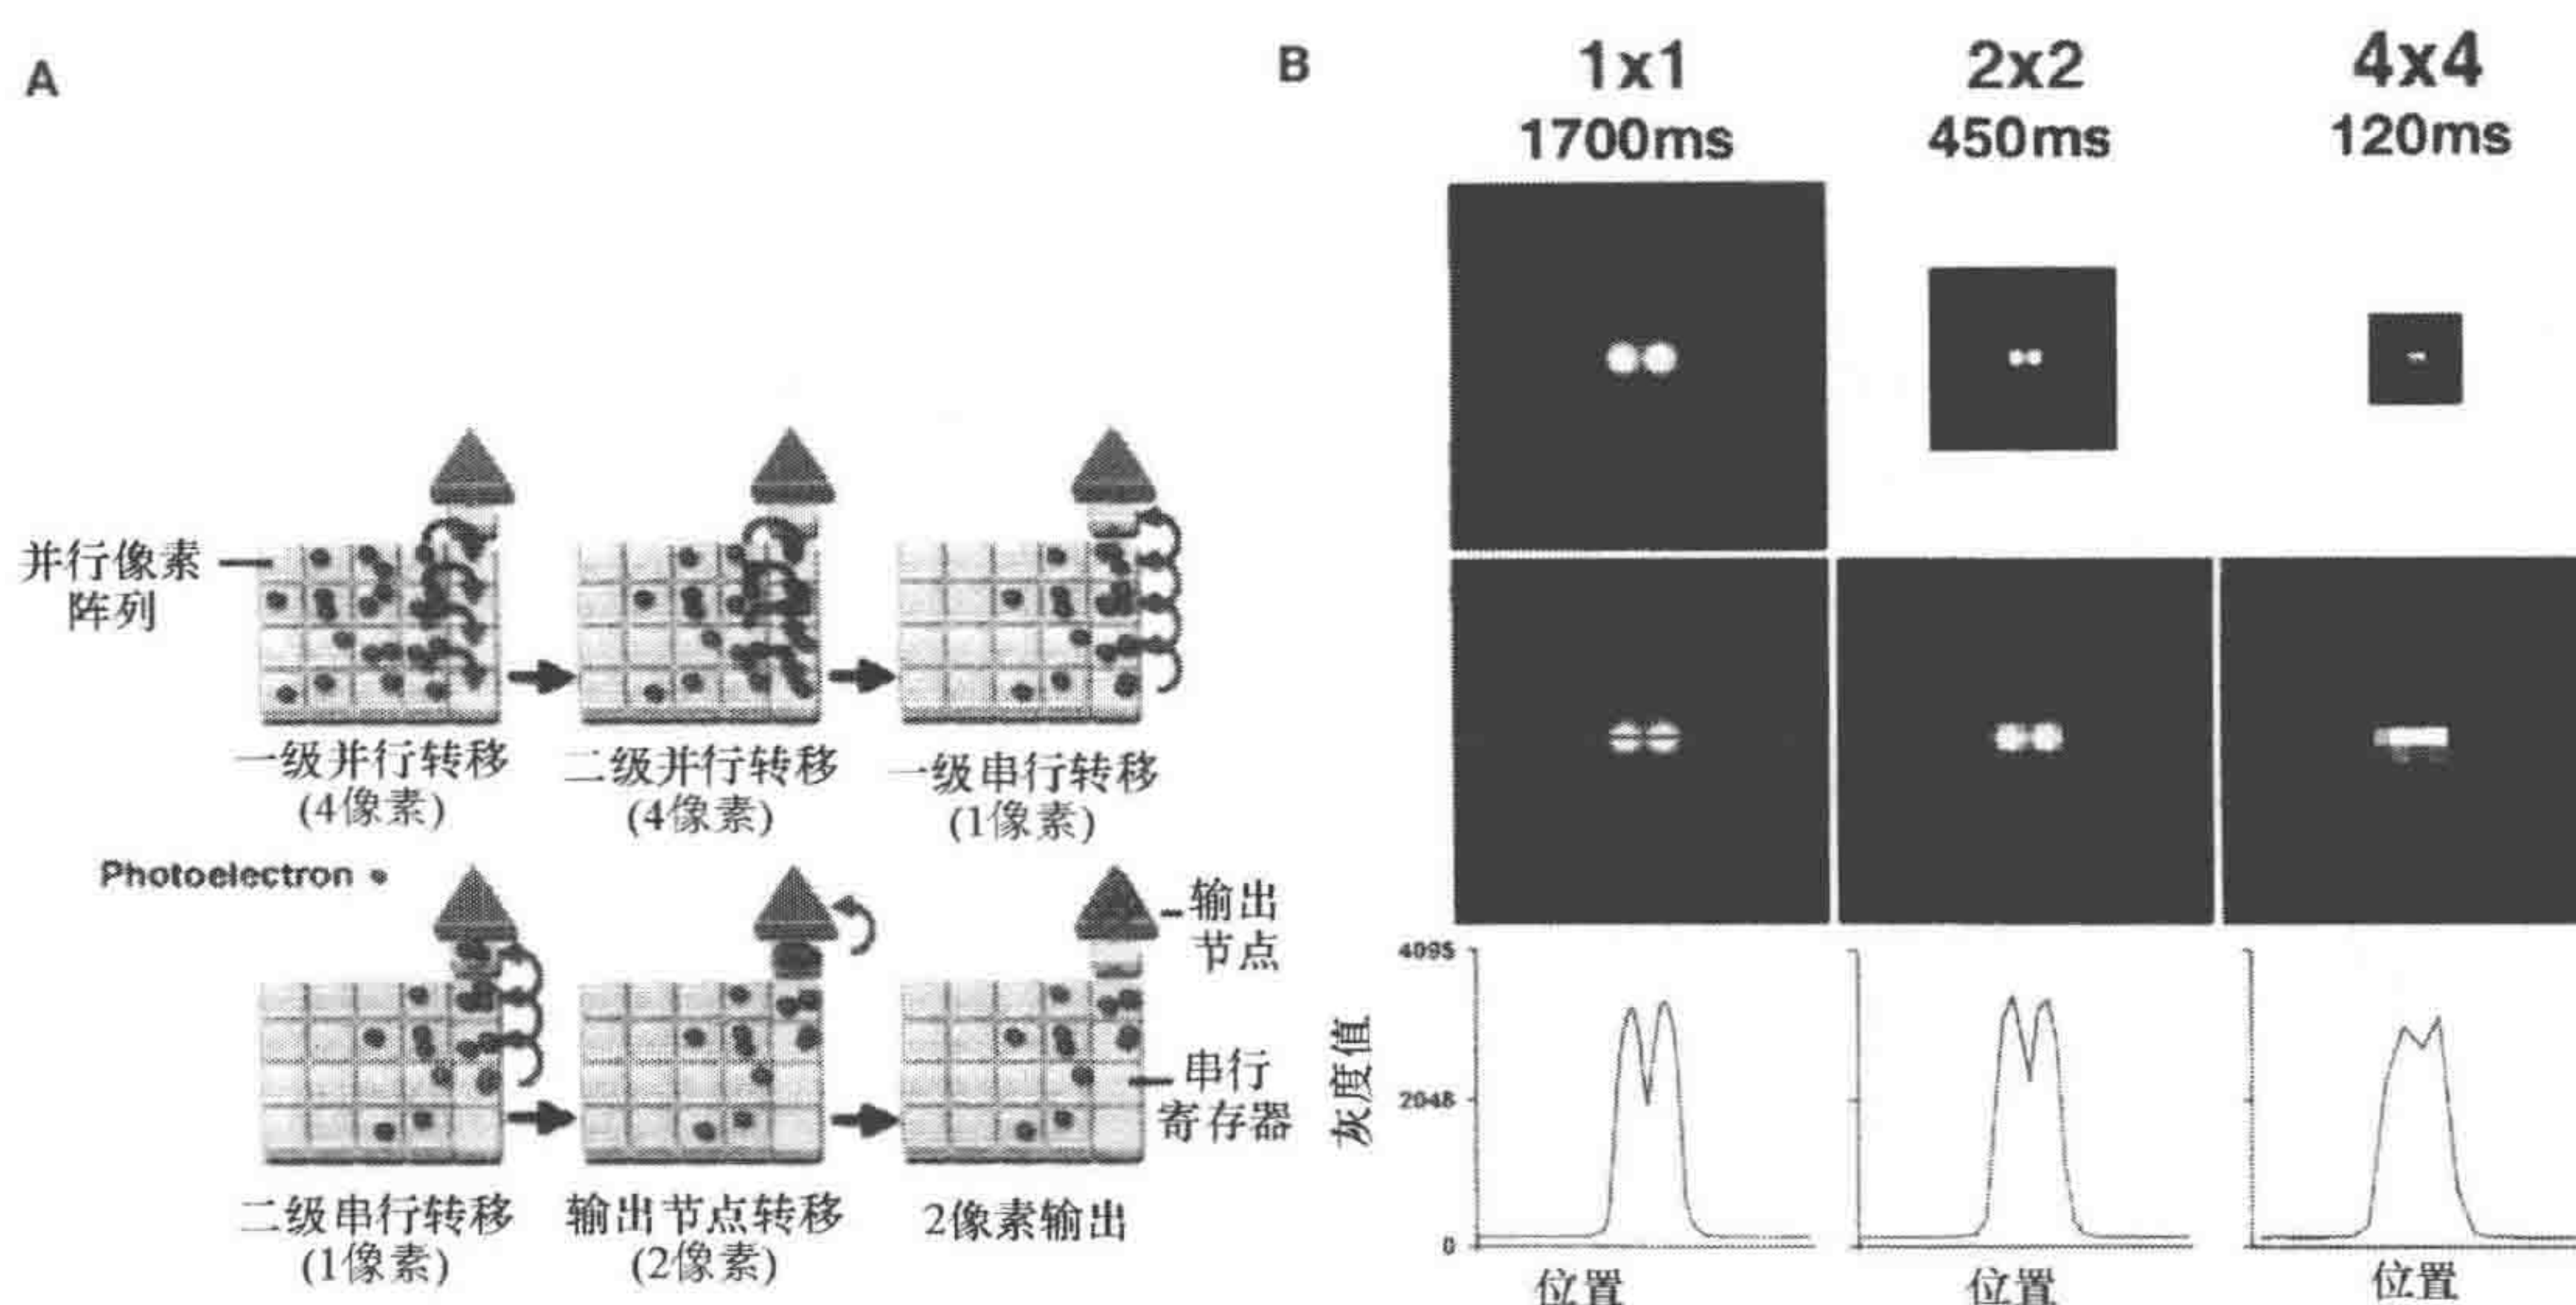 A
并行像素
阵列
一级并行转移
(4像素)
二级并行转移
(4像素)
一级串行转移
(1像素)
Photoelectron
输出
节点
串行
寄存器
二级串行转移
(1像素)
输出节点转移
(2像素)
2像素输出
B
1x1
1700ms
2x2
450ms
4x4
120ms
灰度值
4095
2048
0
位置
位置
位置